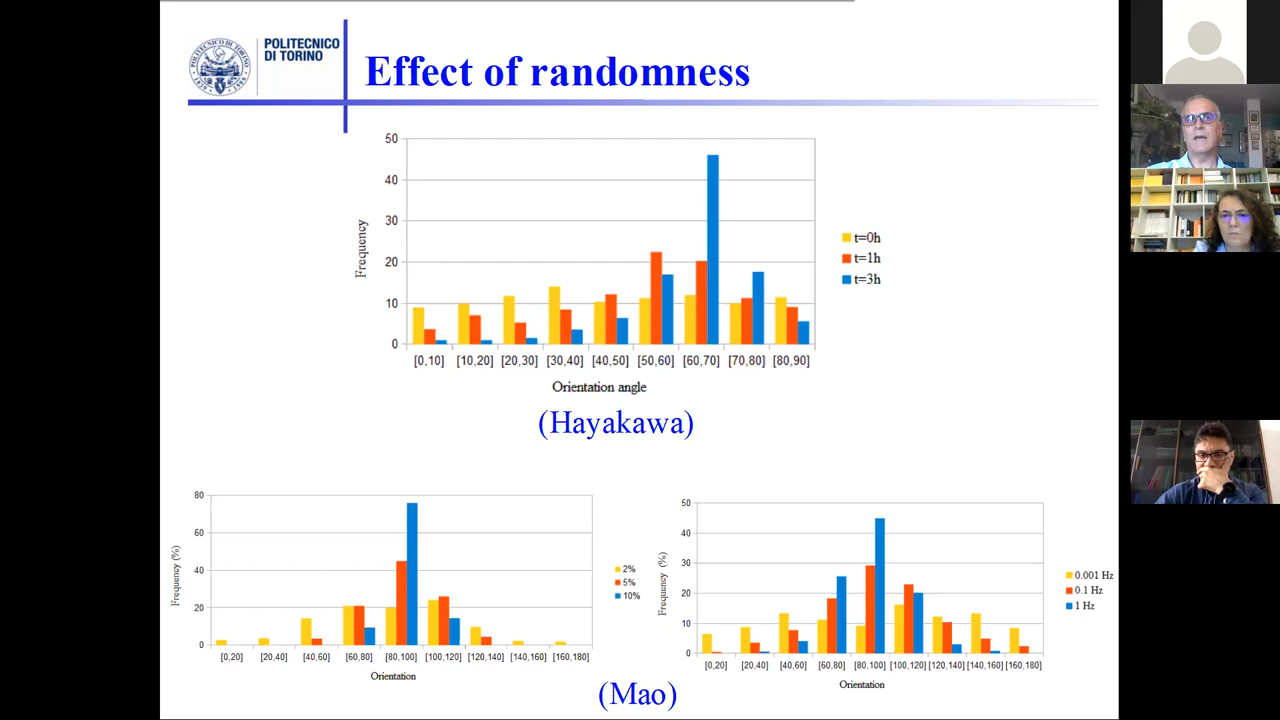 POLITECNICO
DI TORINO
Effect of randomness
50
40
30
20
10
0
Frequency
[0,10] [10,20] [20,30] [30,40] [40,50] [50,60] [60,70] [70,80] [80,90]
Orientation angle
t=0h
t=1h
t=3h
(Hayakawa)
80
60
40
20
0
Frequency (%)
[0,20] [20,40] [40,60] [60,80] [80,100] [100,120] [120,140] [140,160] [160,180]
Orientation
2%
5%
10%
50
40
30
20
10
0
Frequency (%)
[0,20] [20,40] [40,60] [60,80] [80,100] [100,120] [120,140] [140,160] [160,180]
Orientation
0.001 Hz
0.1 Hz
1 Hz
(Mao)